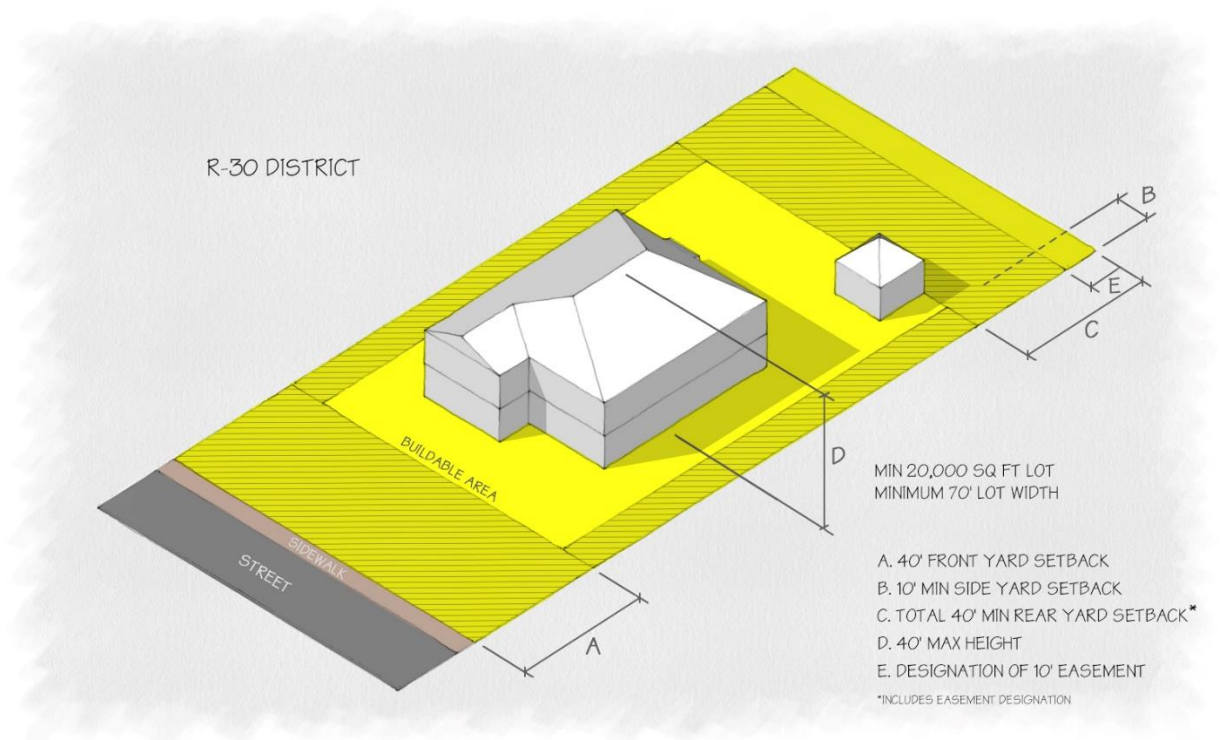 R-30 DISTRICT
B
E
C
BUILDABLE AREA
D
SIDEWALK
STREET
A
MIN 20,000 SQ FT LOT
MINIMUM 70' LOT WIDTH
A. 40' FRONT YARD SETBACK
B. 10' MIN SIDE YARD SETBACK
C. TOTAL 40' MIN REAR YARD SETBACK*
D. 40' MAX HEIGHT
E. DESIGNATION OF 10' EASEMENT
*INCLUDES EASEMENT DESIGNATION